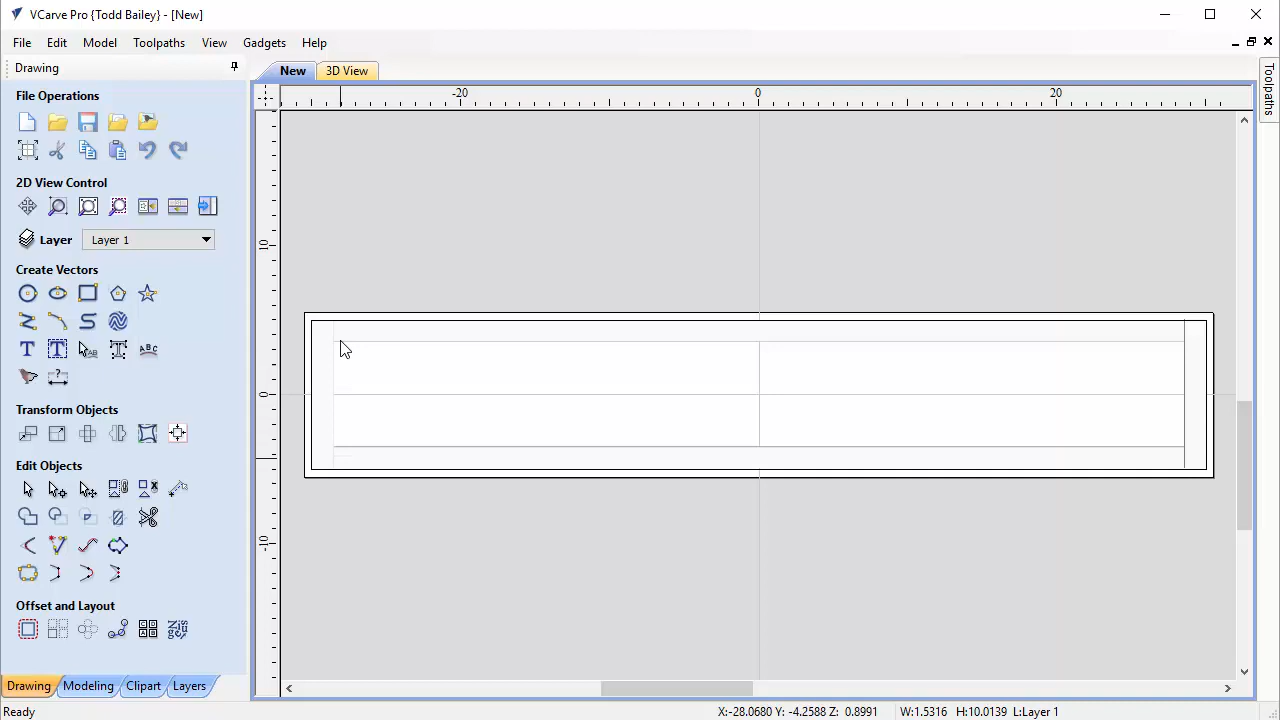 VCarve Pro {Todd Bailey} - [New]
File Edit Model Toolpaths View Gadgets Help
Drawing
New 3D View
-20 0 20
File Operations
2D View Control
Layer Layer 1
Create Vectors
Transform Objects
Edit Objects
Offset and Layout
10
0
-10
Toolpaths
Drawing Modeling Clipart Layers
Ready X:-28.0680 Y: -4.2588 Z: 0.8991 W:1.5316 H:10.0139 L:Layer 1